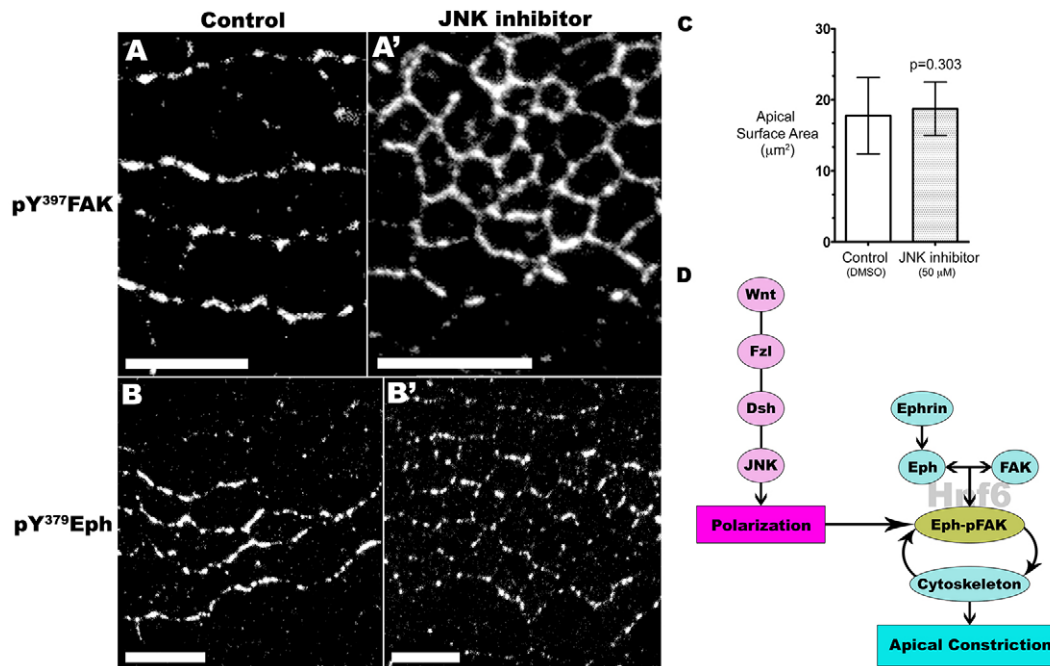 Control
JNK inhibitor
A
A'
pY³⁹⁷FAK
B
B'
pY³⁷⁹Eph
C
30
20
10
0
Apical
Surface Area
(μm²)
p=0.303
Control
(DMSO)
JNK inhibitor
(50 μM)
D
Wnt
Fzl
Dsh
JNK
Polarization
Ephrin
Eph
FAK
Hnf6
Eph-pFAK
Cytoskeleton
Apical Constriction